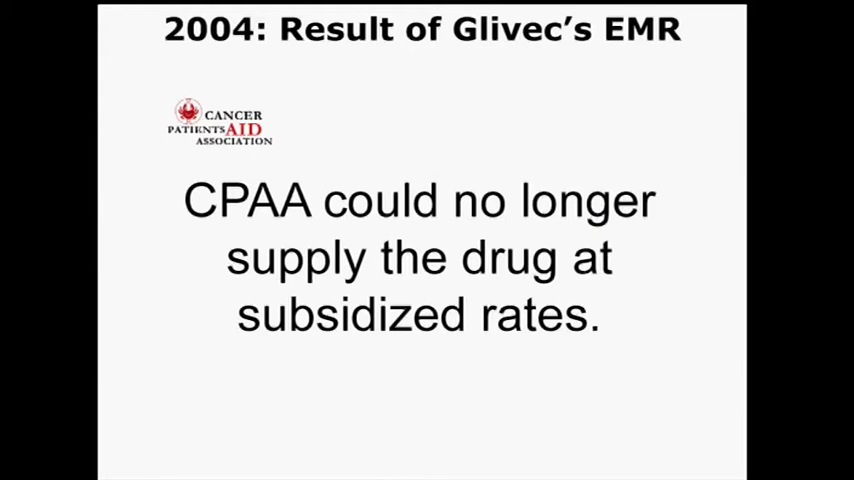 2004: Result of Glivec's EMR
CANCER
PATIENTS AID
ASSOCIATION
CPAA could no longer
supply the drug at
subsidized rates.